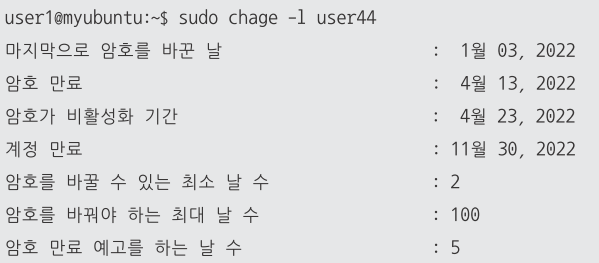 user1@myubuntu:~$ sudo chage -l user44
마지막으로 암호를 바꾼 날 : 1월 03, 2022
암호 만료 : 4월 13, 2022
암호가 비활성화 기간 : 4월 23, 2022
계정 만료 : 11월 30, 2022
암호를 바꿀 수 있는 최소 날 수 : 2
암호를 바꿔야 하는 최대 날 수 : 100
암호 만료 예고를 하는 날 수 : 5